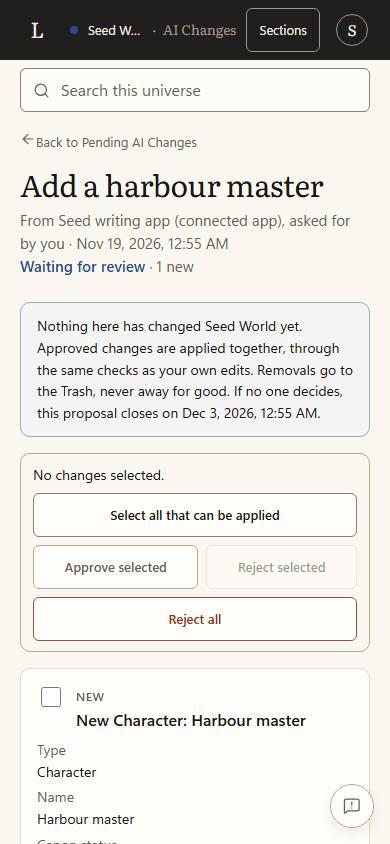 L
Seed W... · AI Changes
Sections
S
Search this universe
Back to Pending AI Changes
Add a harbour master
From Seed writing app (connected app), asked for
by you · Nov 19, 2026, 12:55 AM
Waiting for review · 1 new
Nothing here has changed Seed World yet.
Approved changes are applied together, through
the same checks as your own edits. Removals go to
the Trash, never away for good. If no one decides,
this proposal closes on Dec 3, 2026, 12:55 AM.
No changes selected.
Select all that can be applied
Approve selected
Reject selected
Reject all
NEW
New Character: Harbour master
Type
Character
Name
Harbour master
Canon status